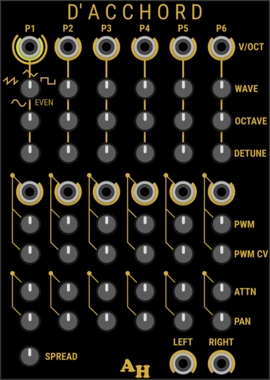 D'ACCHORD
P1 P2 P3 P4 P5 P6
V/OCT
WAVE
EVEN
OCTAVE
DETUNE
PWM
PWM CV
ATTN
PAN
LEFT RIGHT
SPREAD
AH